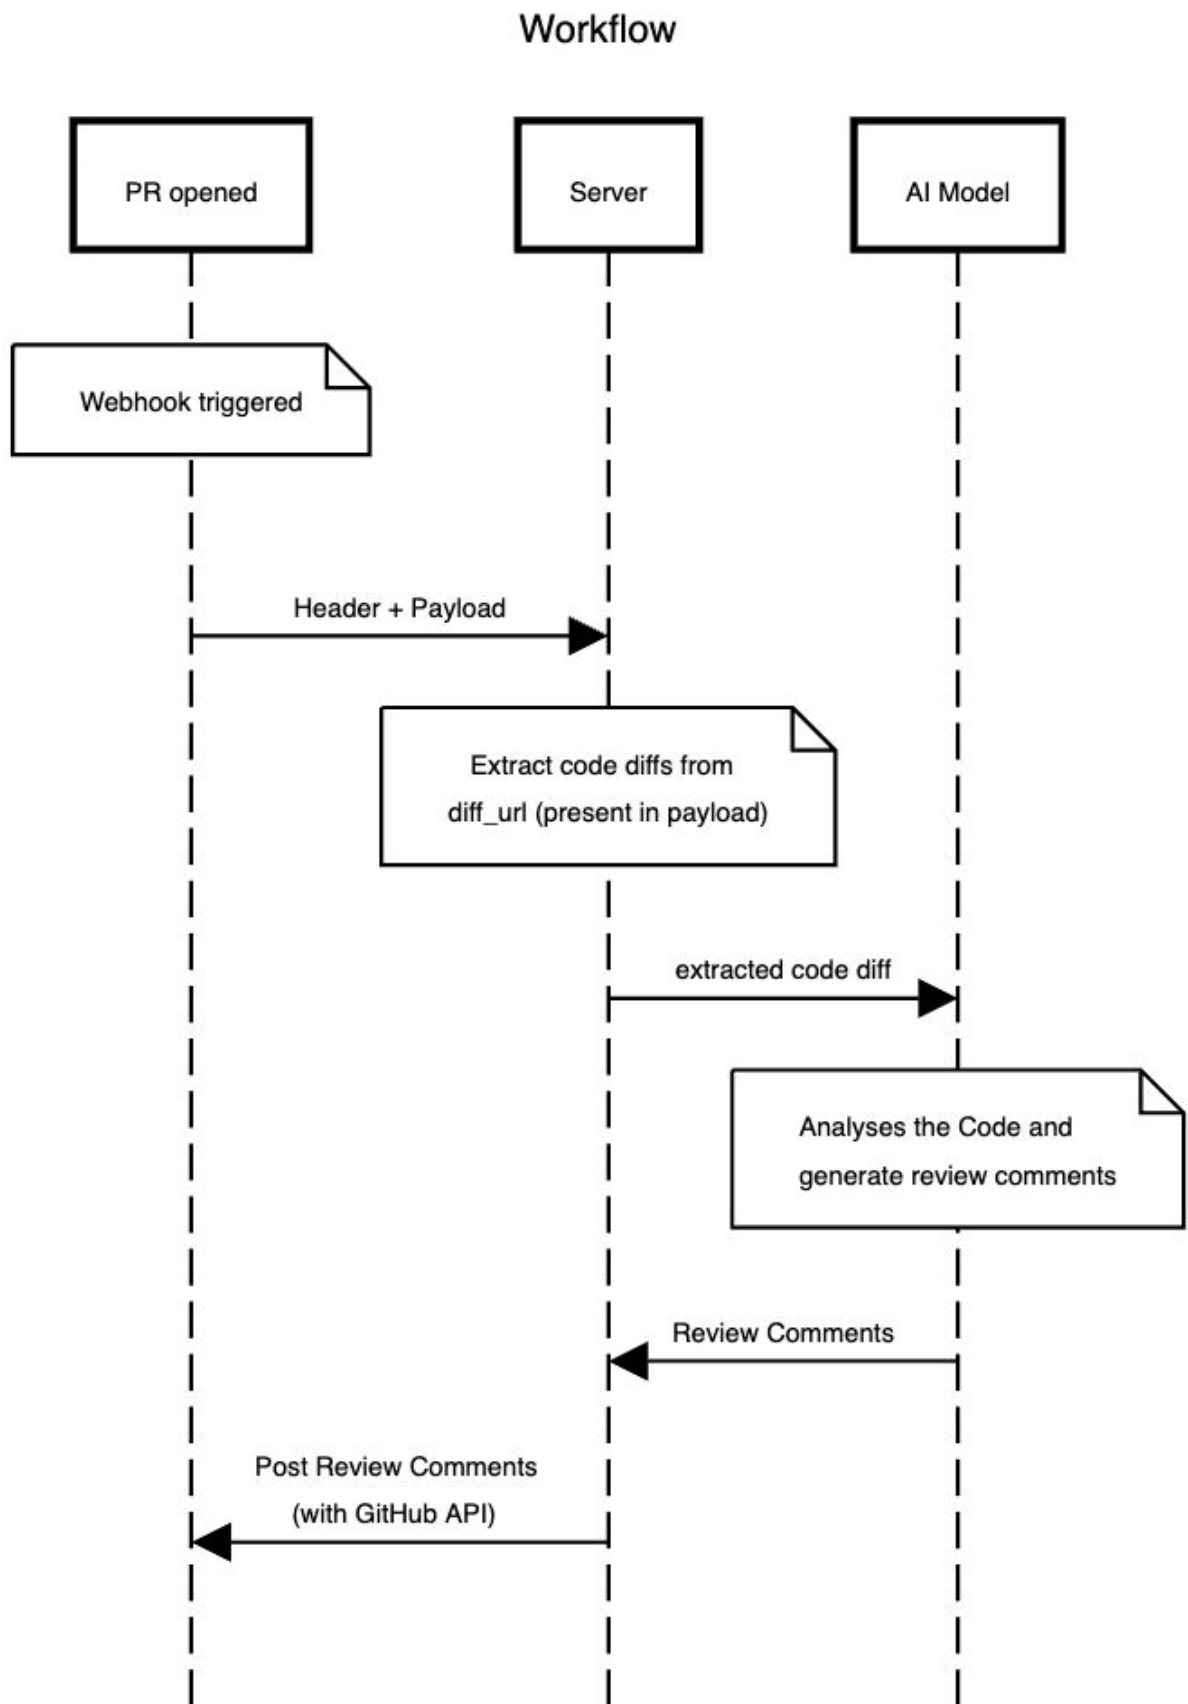 Workflow
PR opened
Server
AI Model
Webhook triggered
Header + Payload
Extract code diffs from
diff_url (present in payload)
extracted code diff
Analyses the Code and
generate review comments
Review Comments
Post Review Comments
(with GitHub API)